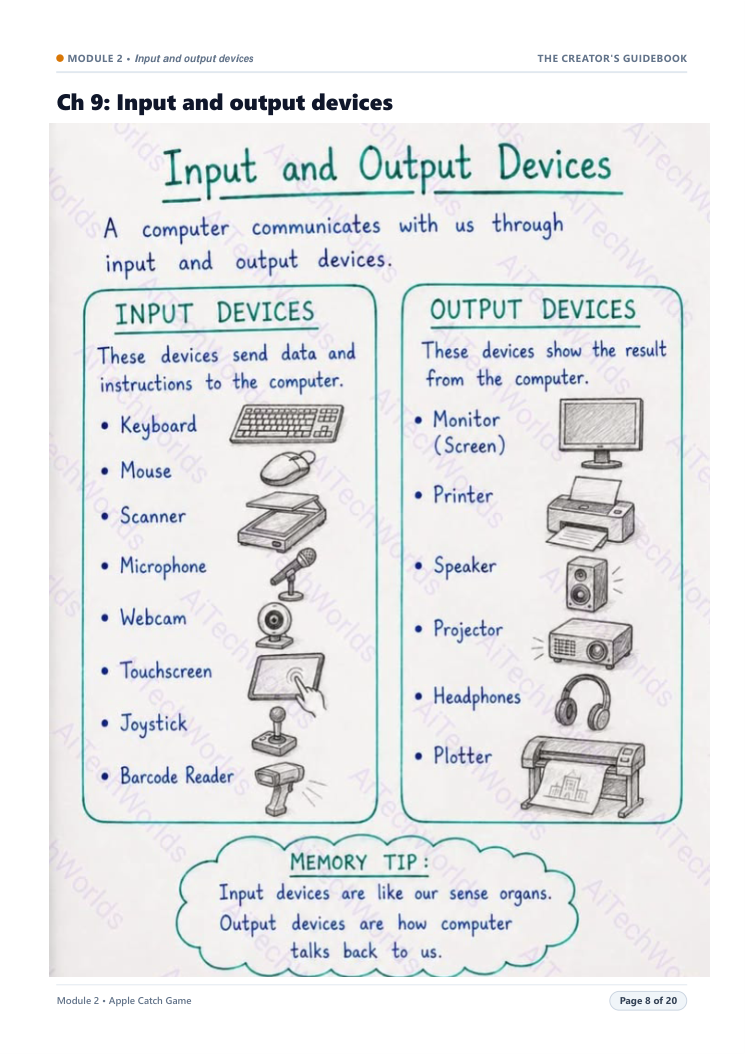 MODULE 2 • Input and output devices
THE CREATOR'S GUIDEBOOK
Ch 9: Input and output devices
Input and Output Devices
A computer communicates with us through
input and output devices.
INPUT DEVICES
These devices send data and
instructions to the computer.
• Keyboard
• Mouse
• Scanner
• Microphone
• Webcam
• Touchscreen
• Joystick
• Barcode Reader
OUTPUT DEVICES
These devices show the result
from the computer.
• Monitor
(Screen)
• Printer
• Speaker
• Projector
• Headphones
• Plotter
MEMORY TIP:
Input devices are like our sense organs.
Output devices are how computer
talks back to us.
AiTechWorlds
Module 2 • Apple Catch Game
Page 8 of 20